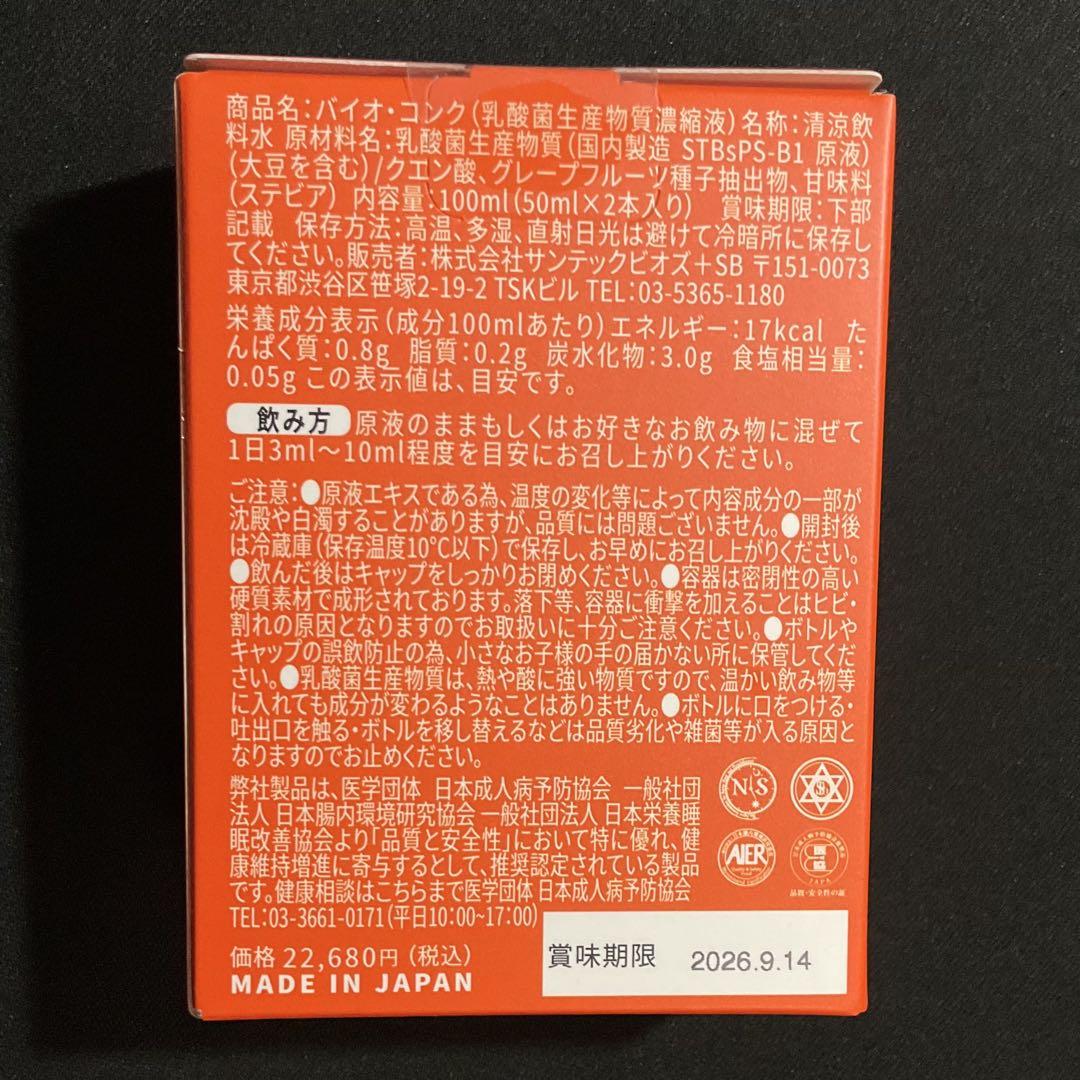 商品名:バイオ・コンク(乳酸菌生産物質濃縮液)名称:清涼飲
料水 原材料名:乳酸菌生産物質(国内製造 STBsPS-B1 原液)
(大豆を含む)/クエン酸、グレープフルーツ種子抽出物、甘味料
(ステビア) 内容量:100ml(50ml×2本入り) 賞味期限:下部
記載 保存方法:高温、多湿、直射日光は避けて冷暗所に保存し
てください。販売者:株式会社サンテックビオズ+SB 〒151-0073
東京都渋谷区笹塚2-19-2 TSKビル TEL:03-5365-1180
栄養成分表示(成分100mlあたり)エネルギー:17kcal た
んぱく質:0.8g 脂質:0.2g 炭水化物:3.0g 食塩相当量:
0.05g この表示値は、目安です。
飲み方 原液のままもしくはお好きなお飲み物に混ぜて
1日3ml～10ml程度を目安にお召し上がりください。
ご注意:●原液エキスである為、温度の変化等によって内容成分の一部が
沈殿や白濁することがありますが、品質には問題ございません。●開封後
は冷蔵庫(保存温度10℃以下)で保存し、お早めにお召し上がりください。
●飲んだ後はキャップをしっかりお閉めください。●容器は密閉性の高い
硬質素材で成形されております。落下等、容器に衝撃を加えることはヒビ・
割れの原因となりますのでお取扱いに十分ご注意ください。●ボトルや
キャップの誤飲防止の為、小さなお子様の手の届かない所に保管してくだ
さい。●乳酸菌生産物質は、熱や酸に強い物質ですので、温かい飲み物等
に入れても成分が変わるようなことはありません。●ボトルに口をつける・
吐出口を触る・ボトルを移し替えるなどは品質劣化や雑菌等が入る原因と
なりますのでお止めください。
弊社製品は、医学団体 日本成人病予防協会 一般社団
法人 日本腸内環境研究協会 一般社団法人 日本栄養睡
眠改善協会より「品質と安全性」において特に優れ、健
康維持増進に寄与するとして、推奨認定されている製品
です。健康相談はこちらまで医学団体 日本成人病予防協会
TEL:03-3661-0171(平日10:00~17:00)
NS
AIER
JAPA
品質・安全性の証
価格 22,680円(税込)
MADE IN JAPAN
賞味期限 2026.9.14